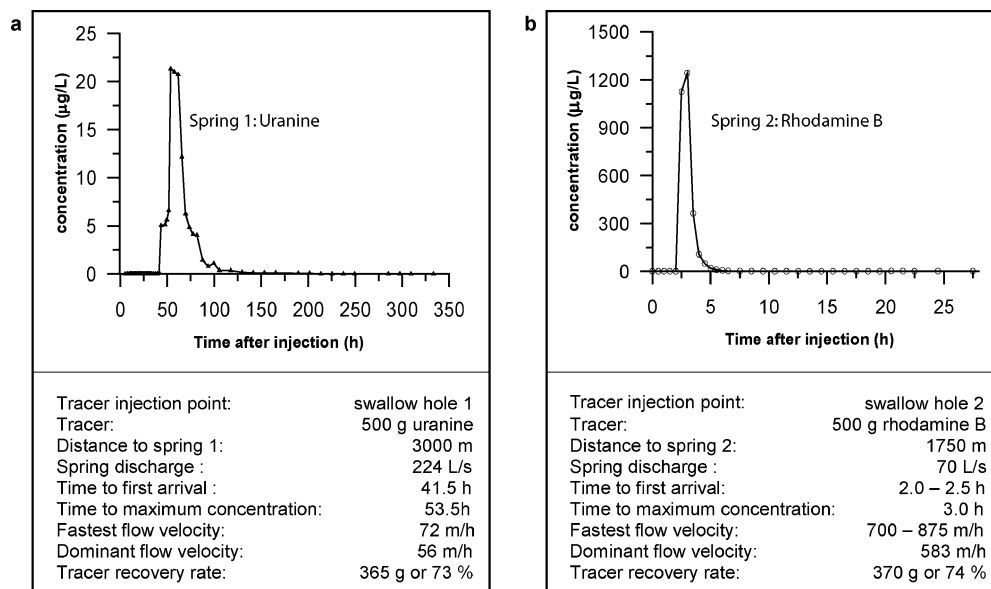 a
25
20
15
10
5
0
concentration (µg/L)
Spring 1: Uranine
0 50 100 150 200 250 300 350
Time after injection (h)
Tracer injection point: swallow hole 1
Tracer: 500 g uranine
Distance to spring 1: 3000 m
Spring discharge : 224 L/s
Time to first arrival : 41.5 h
Time to maximum concentration: 53.5h
Fastest flow velocity: 72 m/h
Dominant flow velocity: 56 m/h
Tracer recovery rate: 365 g or 73 %
b
1500
1200
900
600
300
0
concentration (µg/L)
Spring 2: Rhodamine B
0 5 10 15 20 25
Time after injection (h)
Tracer injection point: swallow hole 2
Tracer: 500 g rhodamine B
Distance to spring 2: 1750 m
Spring discharge : 70 L/s
Time to first arrival: 2.0 – 2.5 h
Time to maximum concentration: 3.0 h
Fastest flow velocity: 700 – 875 m/h
Dominant flow velocity: 583 m/h
Tracer recovery rate: 370 g or 74 %